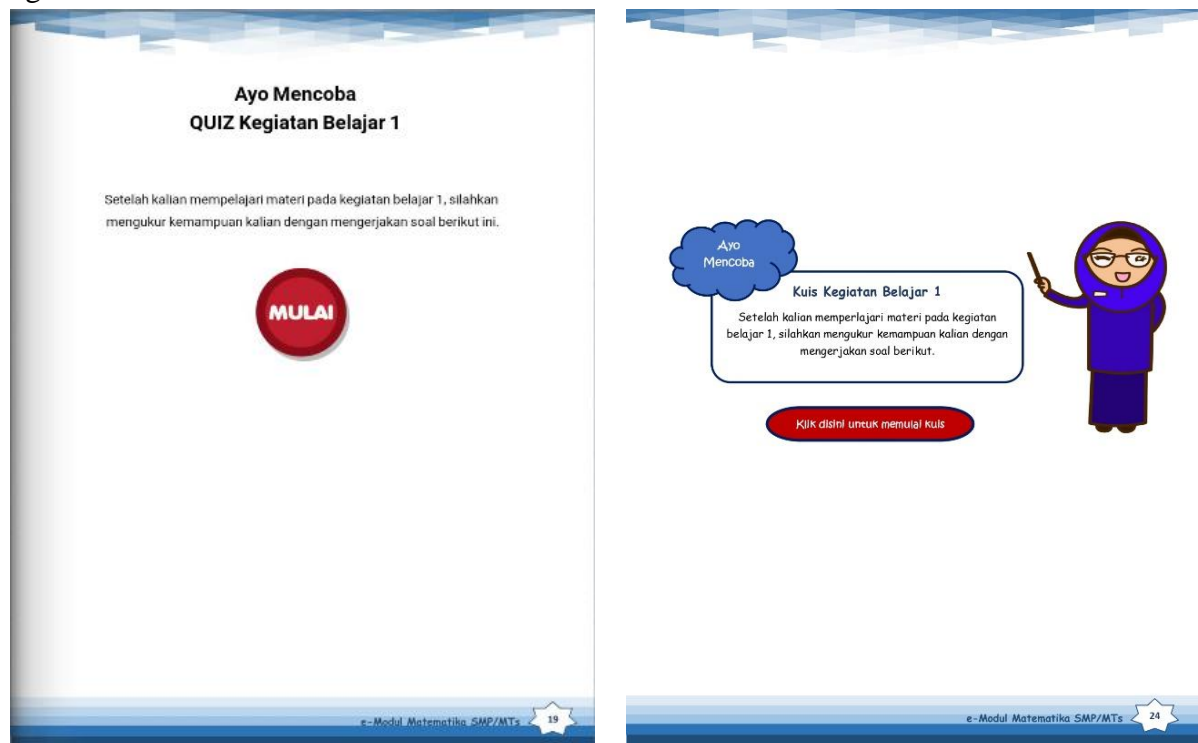 Ayo Mencoba
QUIZ Kegiatan Belajar 1
Setelah kalian mempelajari materi pada kegiatan belajar 1, silahkan
mengukur kemampuan kalian dengan mengerjakan soal berikut ini.
MULAI
e-Modul Matematika SMP/MTs
19
Ayo
Mencoba
Kuis Kegiatan Belajar 1
Setelah kalian memperlajari materi pada kegiatan
belajar 1, silahkan mengukur kemampuan kalian dengan
mengerjakan soal berikut.
Klik disini untuk memulai kuis
e-Modul Matematika SMP/MTs
24